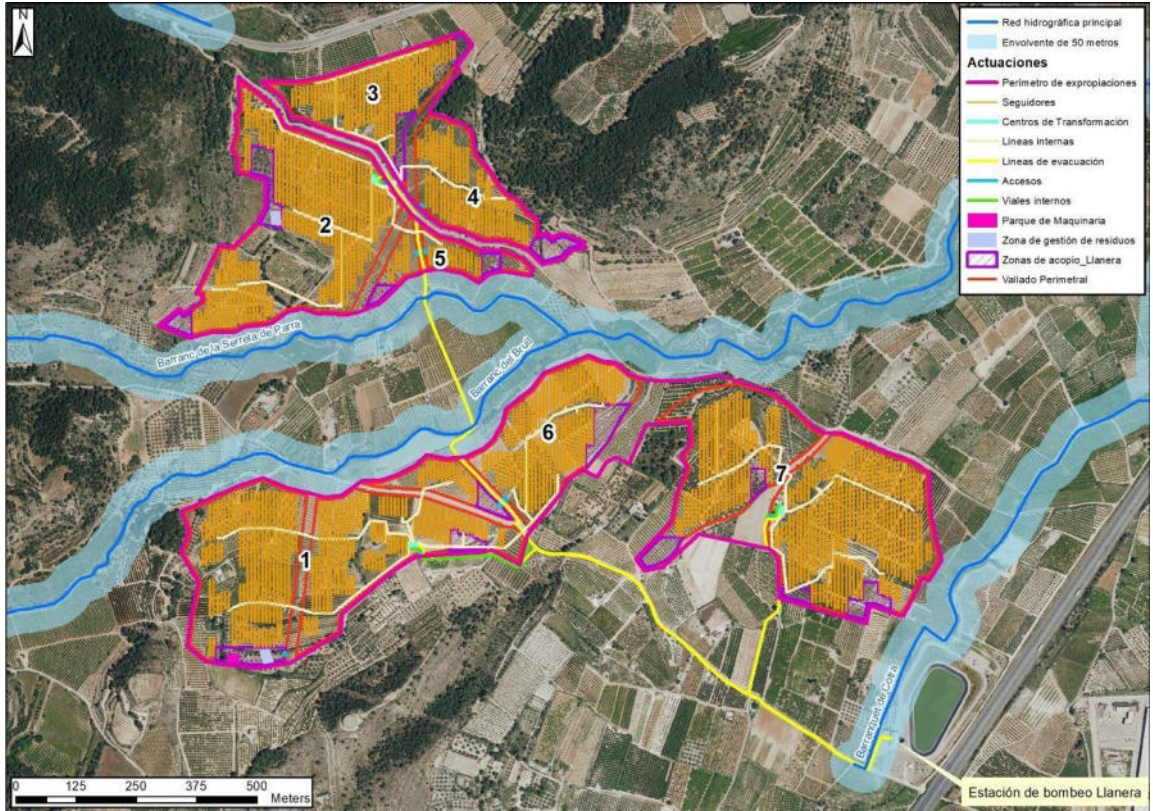 N
Red hidrográfica principal
Envolvente de 50 metros
Actuaciones
Perímetro de expropiaciones
Seguidores
Centros de Transformación
Líneas internas
Líneas de evacuación
Accesos
Viales internos
Parque de Maquinaria
Zona de gestión de residuos
Zonas de acopio_Llanera
Vallado Perimetral
3
4
2
5
Barranc de la Serreta de Parra
Barranc del Brull
6
7
1
Barranquet de Cotra
0 125 250 375 500
Meters
Estación de bombeo Llanera